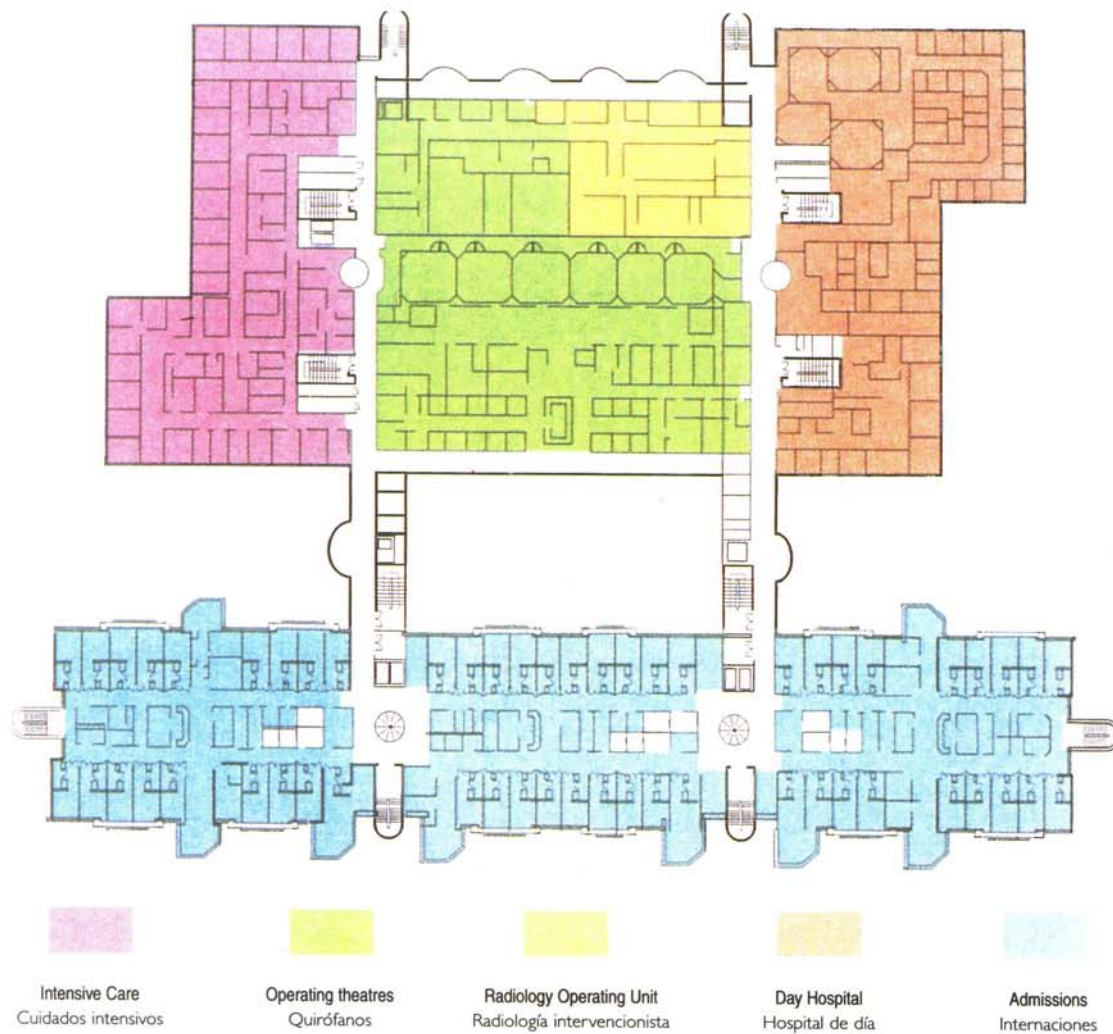 Intensive Care
Cuidados intensivos
Operating theatres
Quirófanos
Radiology Operating Unit
Radiología intervencionista
Day Hospital
Hospital de día
Admissions
Internaciones